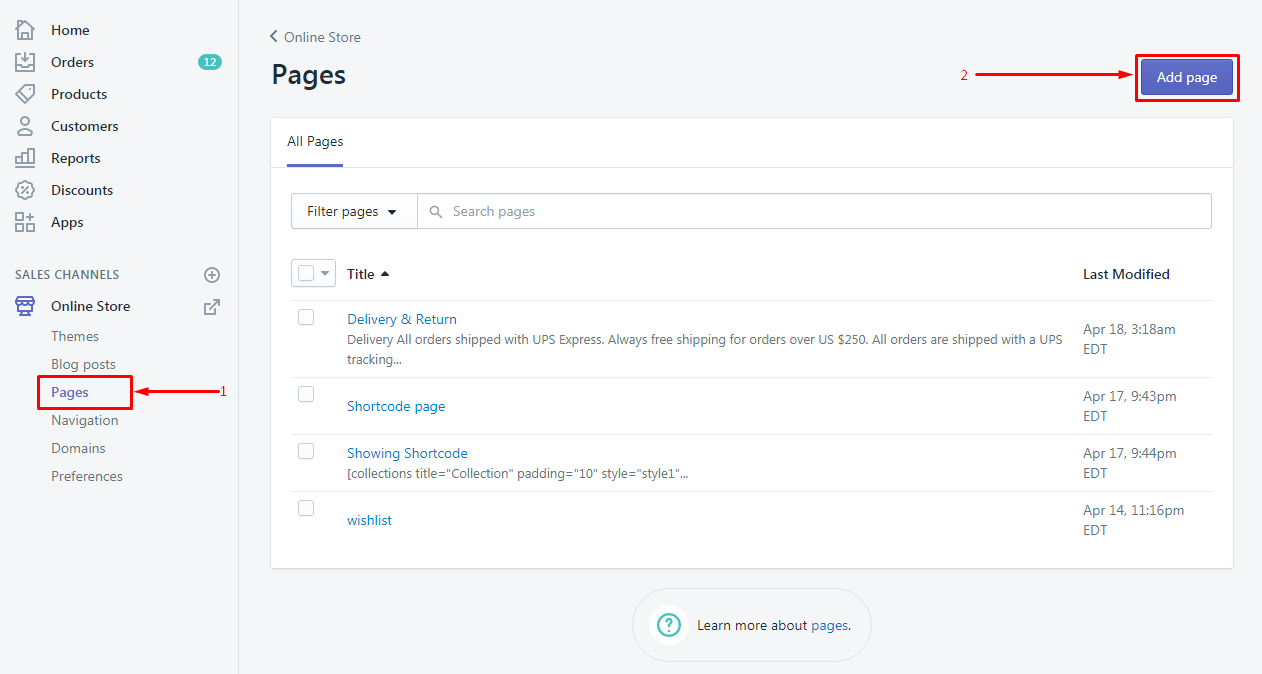 Home
Orders 12
Products
Customers
Reports
Discounts
Apps
SALES CHANNELS
Online Store
Themes
Blog posts
Pages 1
Navigation
Domains
Preferences
Online Store
Pages
2 Add page
All Pages
Filter pages Search pages
Title Last Modified
Delivery & Return
Delivery All orders shipped with UPS Express. Always free shipping for orders over US $250. All orders are shipped with a UPS
tracking...
Apr 18, 3:18am
EDT
Shortcode page
Apr 17, 9:43pm
EDT
Showing Shortcode
[collections title="Collection" padding="10" style="style1"...
Apr 17, 9:44pm
EDT
wishlist
Apr 14, 11:16pm
EDT
? Learn more about pages.